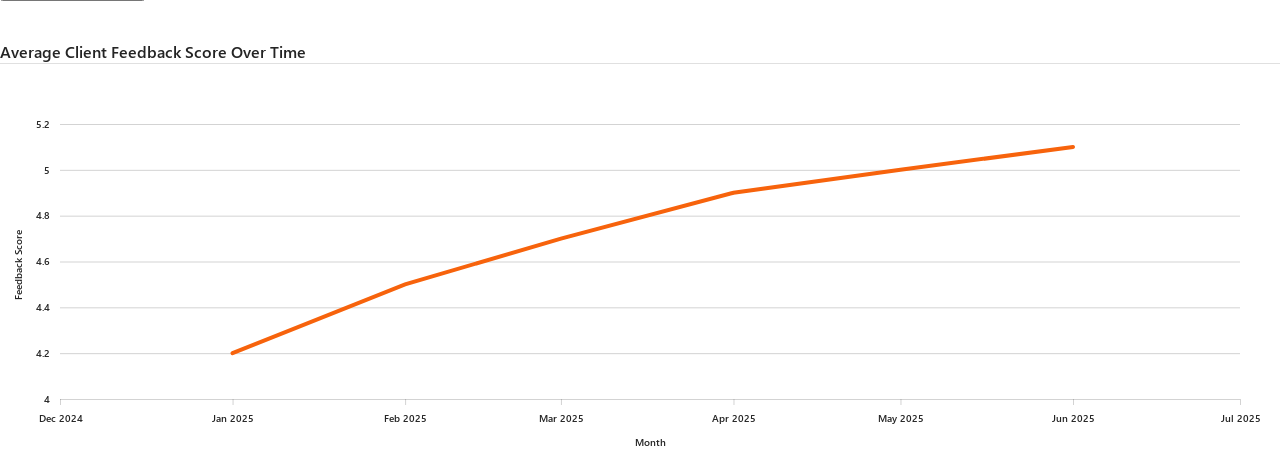 Average Client Feedback Score Over Time
5.2
5
4.8
4.6
4.4
4.2
4
Feedback Score
Dec 2024 Jan 2025 Feb 2025 Mar 2025 Apr 2025 May 2025 Jun 2025 Jul 2025
Month